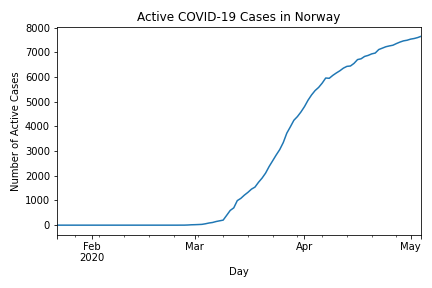 Active COVID-19 Cases in Norway
Number of Active Cases
8000
7000
6000
5000
4000
3000
2000
1000
0
Feb Mar Apr May
2020
Day